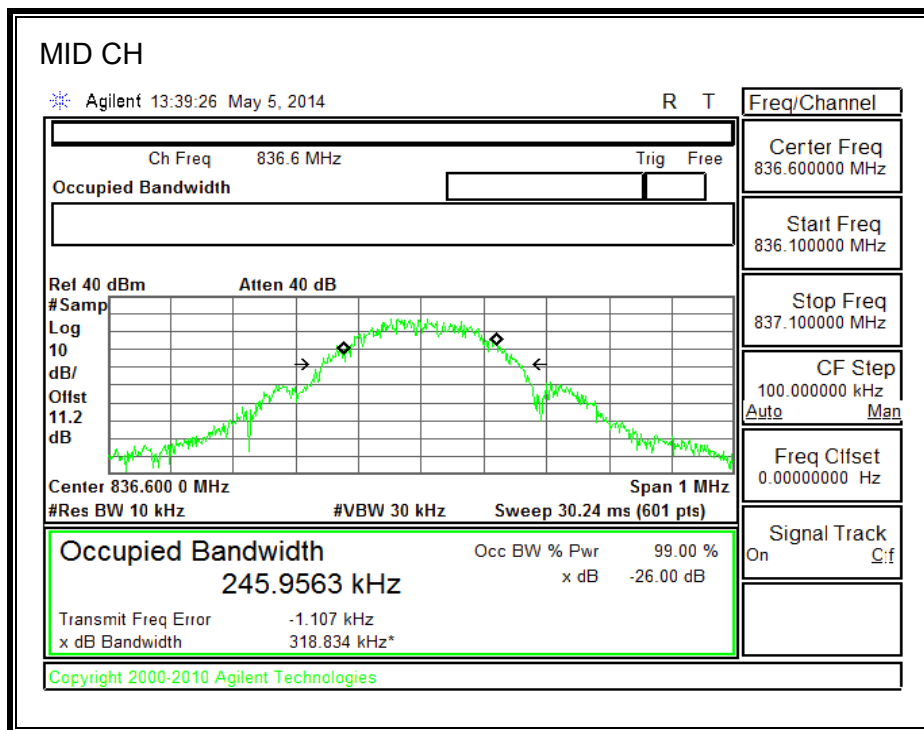 MID CH
Agilent 13:39:26 May 5, 2014 R T
Freq/Channel
Ch Freq 836.6 MHz Trig Free
Occupied Bandwidth
Center Freq
836.600000 MHz
Start Freq
836.100000 MHz
Stop Freq
837.100000 MHz
CF Step
100.000000 kHz
Auto Man
Freq Offset
0.00000000 Hz
Signal Track
On Off
Ref 40 dBm Atten 40 dB
#Samp
Log
10
dB/
Offst
11.2
dB
Center 836.600 0 MHz Span 1 MHz
#Res BW 10 kHz #VBW 30 kHz Sweep 30.24 ms (601 pts)
Occupied Bandwidth
245.9563 kHz
Occ BW % Pwr 99.00 %
x dB -26.00 dB
Transmit Freq Error -1.107 kHz
x dB Bandwidth 318.834 kHz*
Copyright 2000-2010 Agilent Technologies